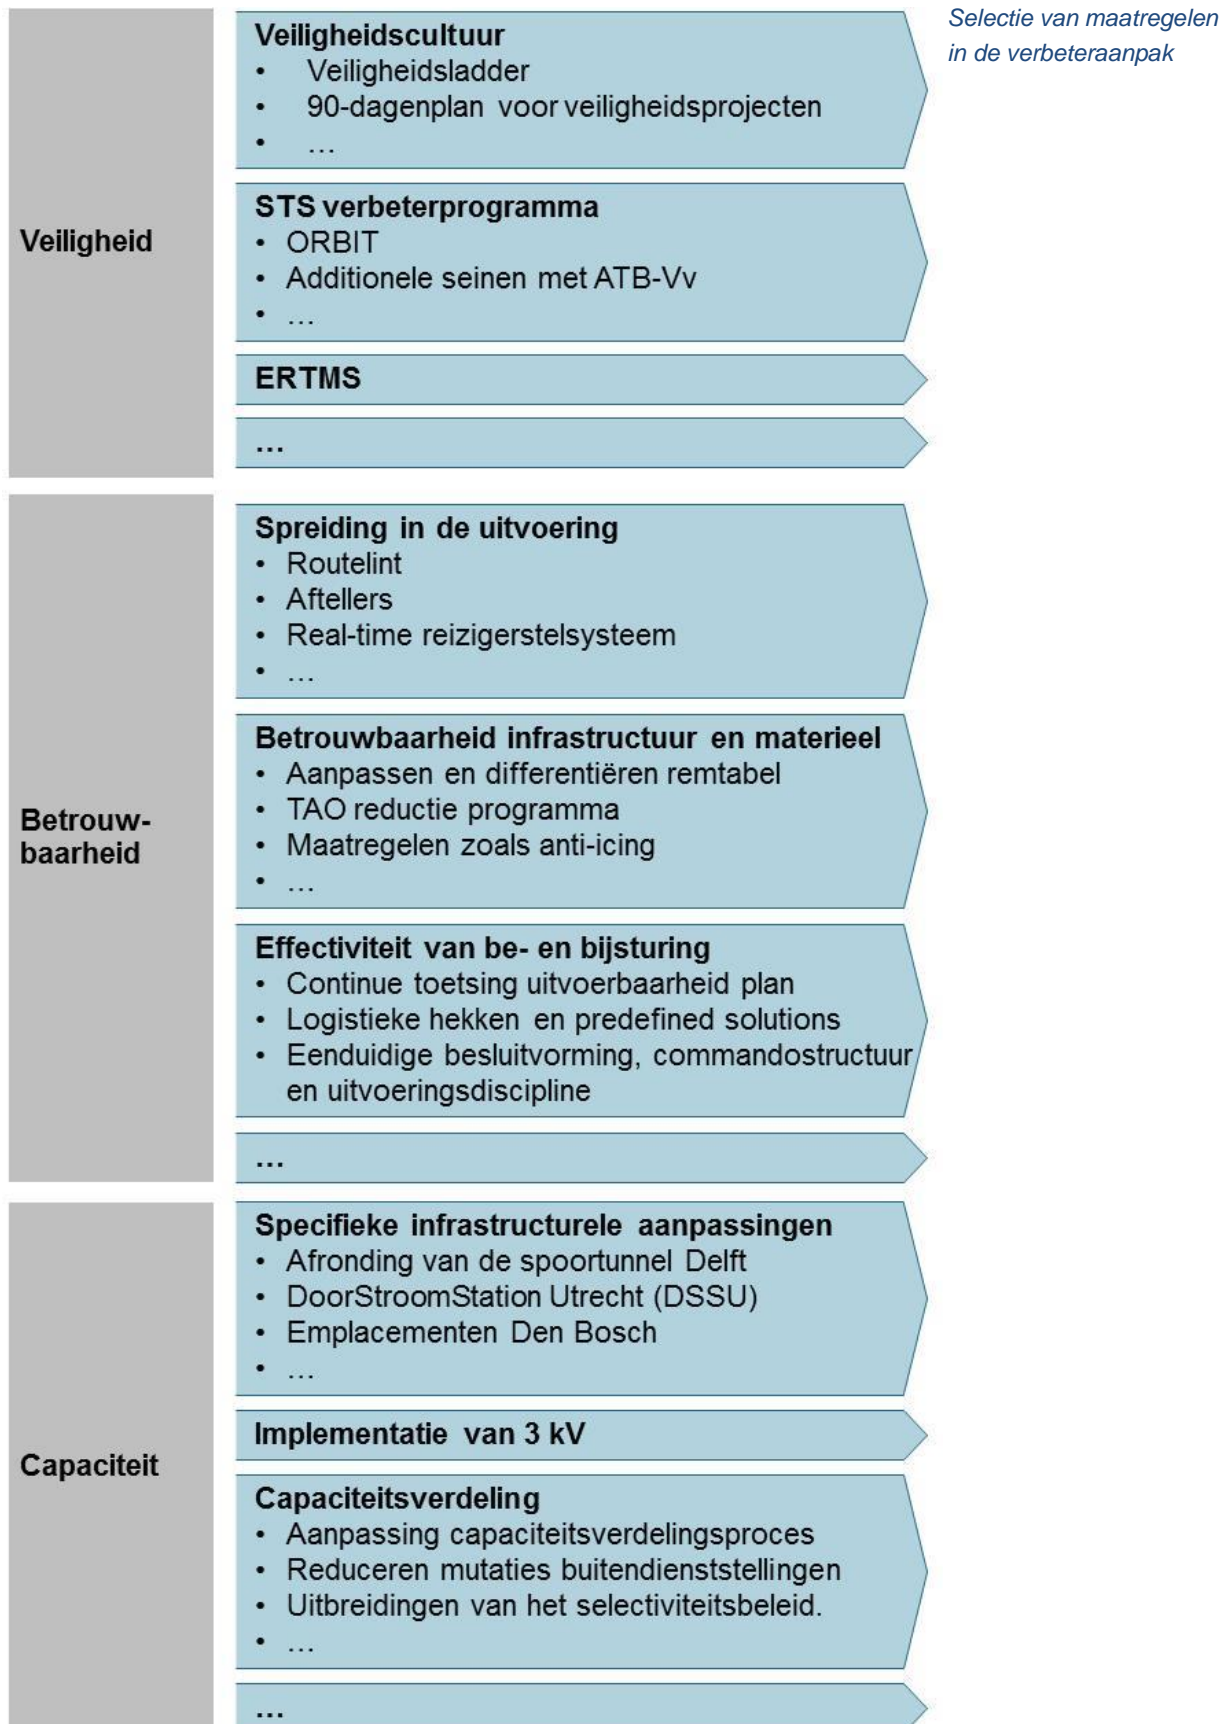 Selectie van maatregelen
in de verbeteraanpak
Veiligheid
Veiligheidscultuur
• Veiligheidsladder
• 90-dagenplan voor veiligheidsprojecten
• …
STS verbeterprogramma
• ORBIT
• Additionele seinen met ATB-Vv
• …
ERTMS
…
Betrouw-
baarheid
Spreiding in de uitvoering
• Routelint
• Aftellers
• Real-time reizigerstelsysteem
• …
Betrouwbaarheid infrastructuur en materieel
• Aanpassen en differentiëren remtabel
• TAO reductie programma
• Maatregelen zoals anti-icing
• …
Effectiviteit van be- en bijsturing
• Continue toetsing uitvoerbaarheid plan
• Logistieke hekken en predefined solutions
• Eenduidige besluitvorming, commandostructuur
en uitvoeringsdiscipline
…
Capaciteit
Specifieke infrastructurele aanpassingen
• Afronding van de spoortunnel Delft
• DoorStroomStation Utrecht (DSSU)
• Emplacementen Den Bosch
• …
Implementatie van 3 kV
Capaciteitsverdeling
• Aanpassing capaciteitsverdelingsproces
• Reduceren mutaties buitendienststellingen
• Uitbreidingen van het selectiviteitsbeleid.
• …
…